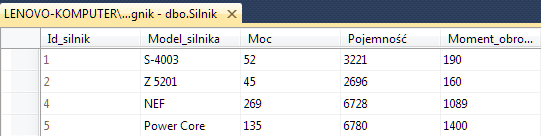 LENOVO-KOMPUTER\...gnik - dbo.Silnik
Id_silnik Model_silnika Moc Pojemność Moment_obro...
1 S-4003 52 3221 190
2 Z 5201 45 2696 160
4 NEF 269 6728 1089
5 Power Core 135 6780 1400